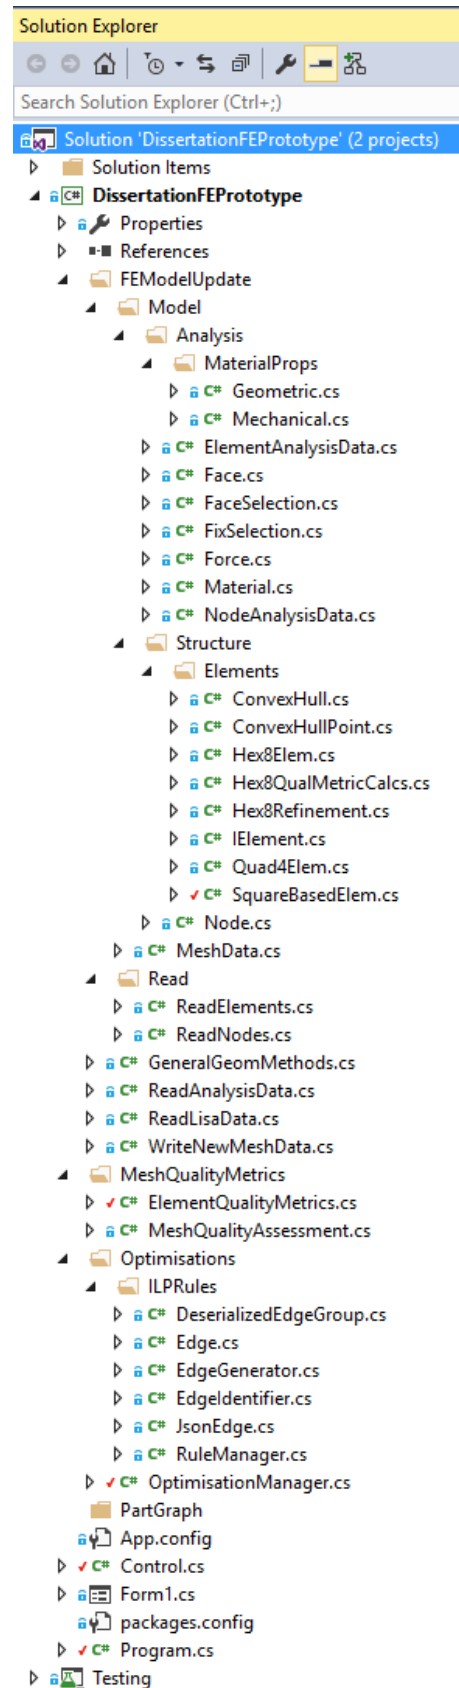 Solution Explorer
Search Solution Explorer (Ctrl+;)
Solution 'DissertationFEPrototype' (2 projects)
Solution Items
C# DissertationFEPrototype
Properties
References
FEModelUpdate
Model
Analysis
MaterialProps
C# Geometric.cs
C# Mechanical.cs
C# ElementAnalysisData.cs
C# Face.cs
C# FaceSelection.cs
C# FixSelection.cs
C# Force.cs
C# Material.cs
C# NodeAnalysisData.cs
Structure
Elements
C# ConvexHull.cs
C# ConvexHullPoint.cs
C# Hex8Elem.cs
C# Hex8QualMetricCalcs.cs
C# Hex8Refinement.cs
C# IElement.cs
C# Quad4Elem.cs
C# SquareBasedElem.cs
C# Node.cs
C# MeshData.cs
Read
C# ReadElements.cs
C# ReadNodes.cs
C# GeneralGeomMethods.cs
C# ReadAnalysisData.cs
C# ReadLisaData.cs
C# WriteNewMeshData.cs
MeshQualityMetrics
C# ElementQualityMetrics.cs
C# MeshQualityAssessment.cs
Optimisations
ILPRules
C# DeserializedEdgeGroup.cs
C# Edge.cs
C# EdgeGenerator.cs
C# EdgeIdentifier.cs
C# JsonEdge.cs
C# RuleManager.cs
C# OptimisationManager.cs
PartGraph
App.config
C# Control.cs
Form1.cs
packages.config
C# Program.cs
Testing